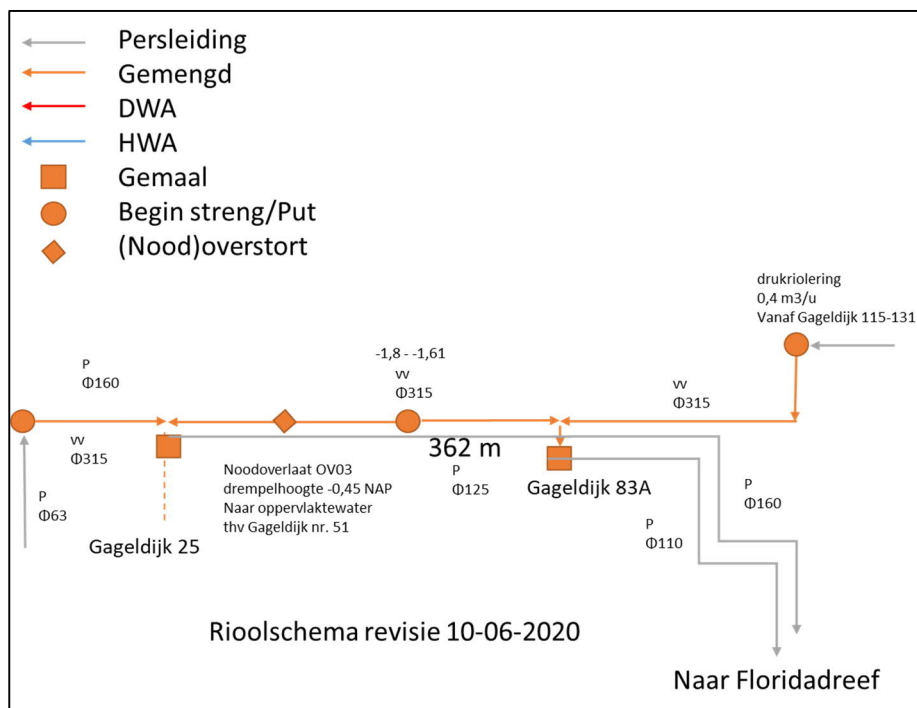 Persleiding
Gemengd
DWA
HWA
Gemaal
Begin streng/Put
(Nood)overstort
drukriolering
0,4 m3/u
Vanaf Gageldijk 115-131
-1,8 - -1,61
vv
Φ315
P
Φ160
vv
Φ315
vv
Φ315
P
Φ63
362 m
P
Φ125
Noodoverlaat OV03
drempelhoogte -0,45 NAP
Naar oppervlaktewater
thv Gageldijk nr. 51
Gageldijk 83A
P
Φ160
P
Φ110
Gageldijk 25
Rioolschema revisie 10-06-2020
Naar Floridadreef